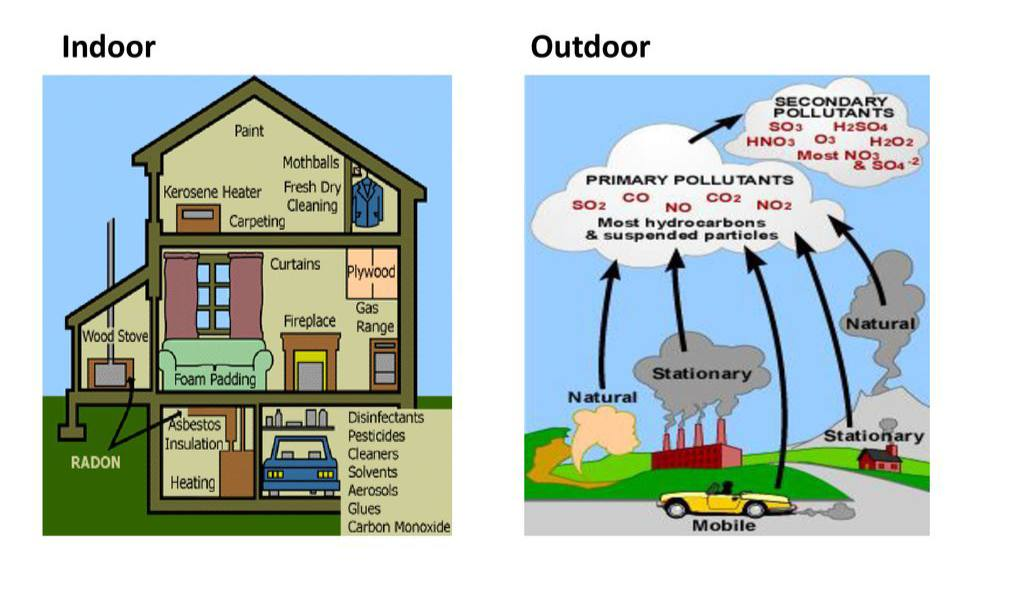 Indoor
Paint
Mothballs
Kerosene Heater
Fresh Dry
Cleaning
Carpeting
Curtains
Plywood
Gas
Range
Fireplace
Wood Stove
Foam Padding
Asbestos
Insulation
RADON
Heating
Disinfectants
Pesticides
Cleaners
Solvents
Aerosols
Glues
Carbon Monoxide
Outdoor
SECONDARY
POLLUTANTS
SO3 H2SO4
HNO3 O3 H2O2
Most NO3
& SO4 -2
PRIMARY POLLUTANTS
SO2 CO NO CO2 NO2
Most hydrocarbons
& suspended particles
Natural
Stationary
Natural
Stationary
Mobile